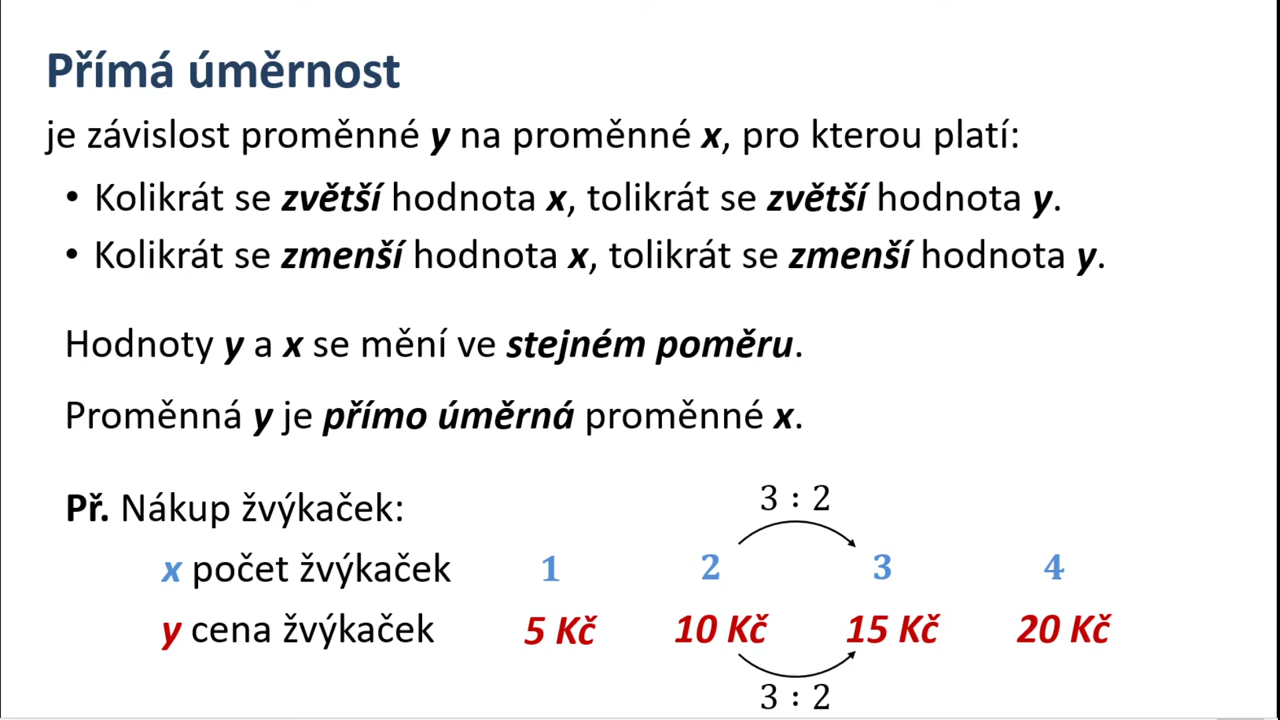 Přímá úměrnost
je závislost proměnné y na proměnné x, pro kterou platí:
• Kolikrát se zvětší hodnota x, tolikrát se zvětší hodnota y.
• Kolikrát se zmenší hodnota x, tolikrát se zmenší hodnota y.
Hodnoty y a x se mění ve stejném poměru.
Proměnná y je přímo úměrná proměnné x.
3 : 2
Př. Nákup žvýkaček:
x počet žvýkaček 1 2 3 4
y cena žvýkaček 5 Kč 10 Kč 15 Kč 20 Kč
3 : 2